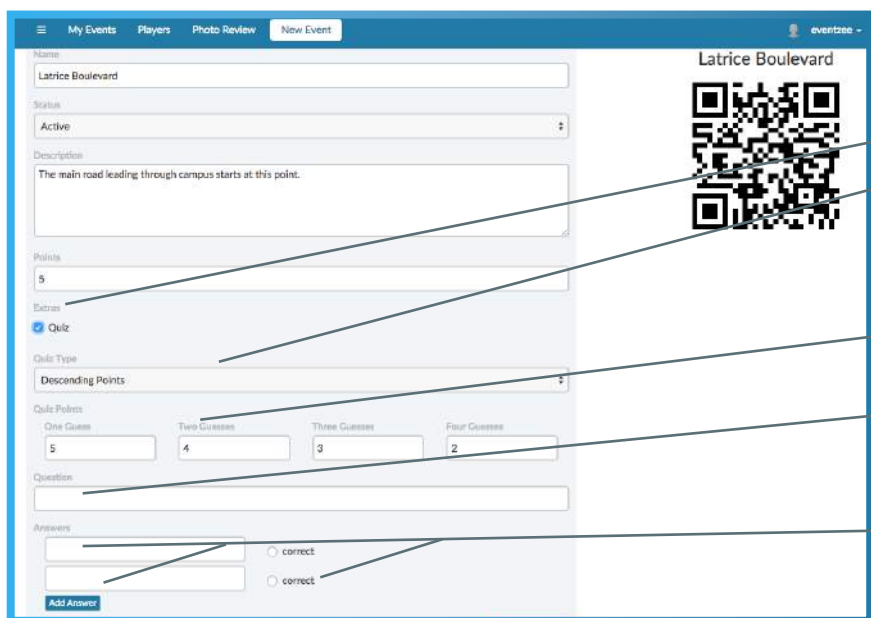 ☰ My Events Players Photo Review New Event eventzee
Name
Latrice Boulevard
Latrice Boulevard
Status
Active
Description
The main road leading through campus starts at this point.
Points
5
Extras
Quiz
Quiz Type
Descending Points
Quiz Points
One Guess Two Guesses Three Guesses Four Guesses
5 4 3 2
Question
Answers
correct
correct
Add Answer